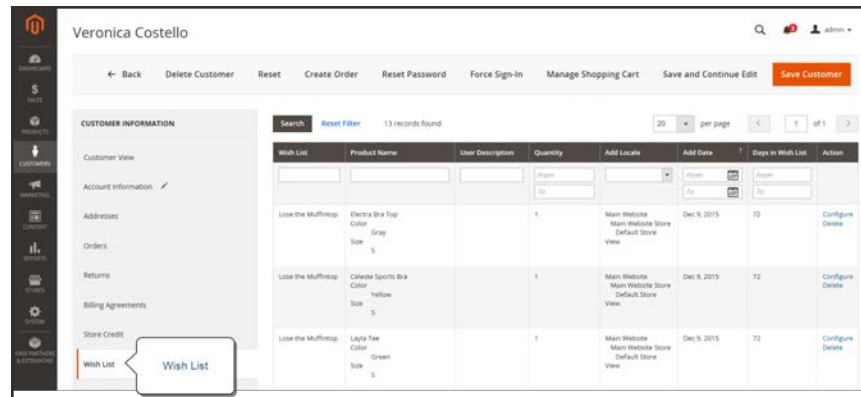 Veronica Costello
admin
DASHBOARD
SALES
PRODUCTS
CUSTOMERS
MARKETING
CONTENT
REPORTS
STORES
SYSTEM
FIND PARTNERS
& EXTENSIONS
← Back Delete Customer Reset Create Order Reset Password Force Sign-In Manage Shopping Cart Save and Continue Edit Save Customer
CUSTOMER INFORMATION
Customer View
Account Information
Addresses
Orders
Returns
Billing Agreements
Store Credit
Wish List
Wish List
Search Reset Filter 13 records found 20 per page 1 of 1
Wish List Product Name User Description Quantity Add Locale Add Date ↑ Days in Wish List Action
From From From
To To To
Lose the Muffintop Electra Bra Top 1 Main Website Dec 9, 2015 72 Configure
Color Main Website Store Delete
Gray Default Store
Size View
S
Lose the Muffintop Celeste Sports Bra 1 Main Website Dec 9, 2015 72 Configure
Color Main Website Store Delete
Yellow Default Store
Size View
S
Lose the Muffintop Layla Tee 1 Main Website Dec 9, 2015 72 Configure
Color Main Website Store Delete
Green Default Store
Size View
S